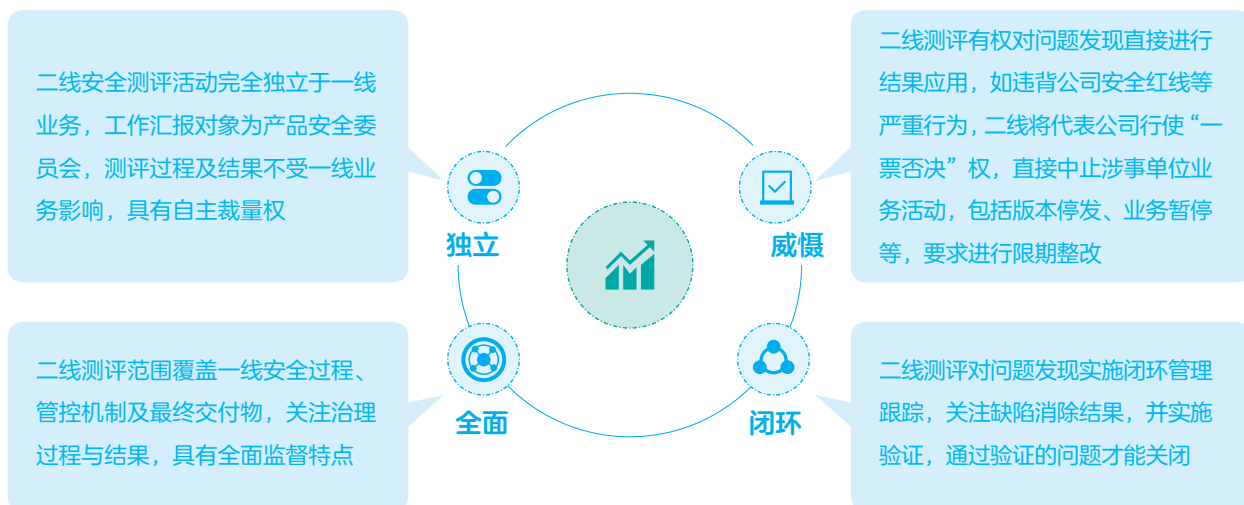 二线安全测评活动完全独立于一线
业务，工作汇报对象为产品安全委
员会，测评过程及结果不受一线业
务影响，具有自主裁量权
二线测评有权对问题发现直接进行
结果应用，如违背公司安全红线等
严重行为，二线将代表公司行使“一
票否决”权，直接中止涉事单位业
务活动，包括版本停发、业务暂停
等，要求进行限期整改
独立
威慑
二线测评范围覆盖一线安全过程、
管控机制及最终交付物，关注治理
过程与结果，具有全面监督特点
全面
闭环
二线测评对问题发现实施闭环管理
跟踪，关注缺陷消除结果，并实施
验证，通过验证的问题才能关闭